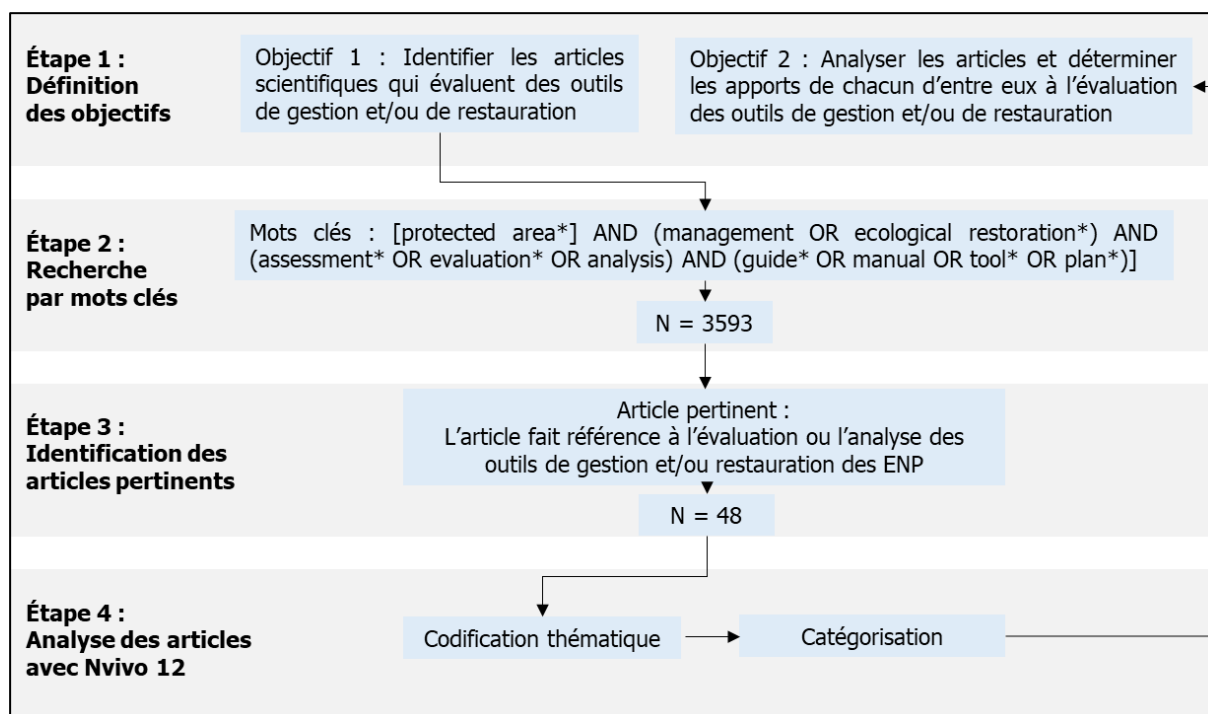 Étape 1 :
Définition
des objectifs
Objectif 1 : Identifier les articles
scientifiques qui évaluent des outils
de gestion et/ou de restauration
Objectif 2 : Analyser les articles et déterminer
les apports de chacun d'entre eux à l'évaluation
des outils de gestion et/ou de restauration
Étape 2 :
Recherche
par mots clés
Mots clés : [protected area*] AND (management OR ecological restoration*) AND
(assessment* OR evaluation* OR analysis) AND (guide* OR manual OR tool* OR plan*)]
N = 3593
Étape 3 :
Identification des
articles pertinents
Article pertinent :
L'article fait référence à l'évaluation ou l'analyse des
outils de gestion et/ou restauration des ENP
N = 48
Étape 4 :
Analyse des articles
avec Nvivo 12
Codification thématique
Catégorisation